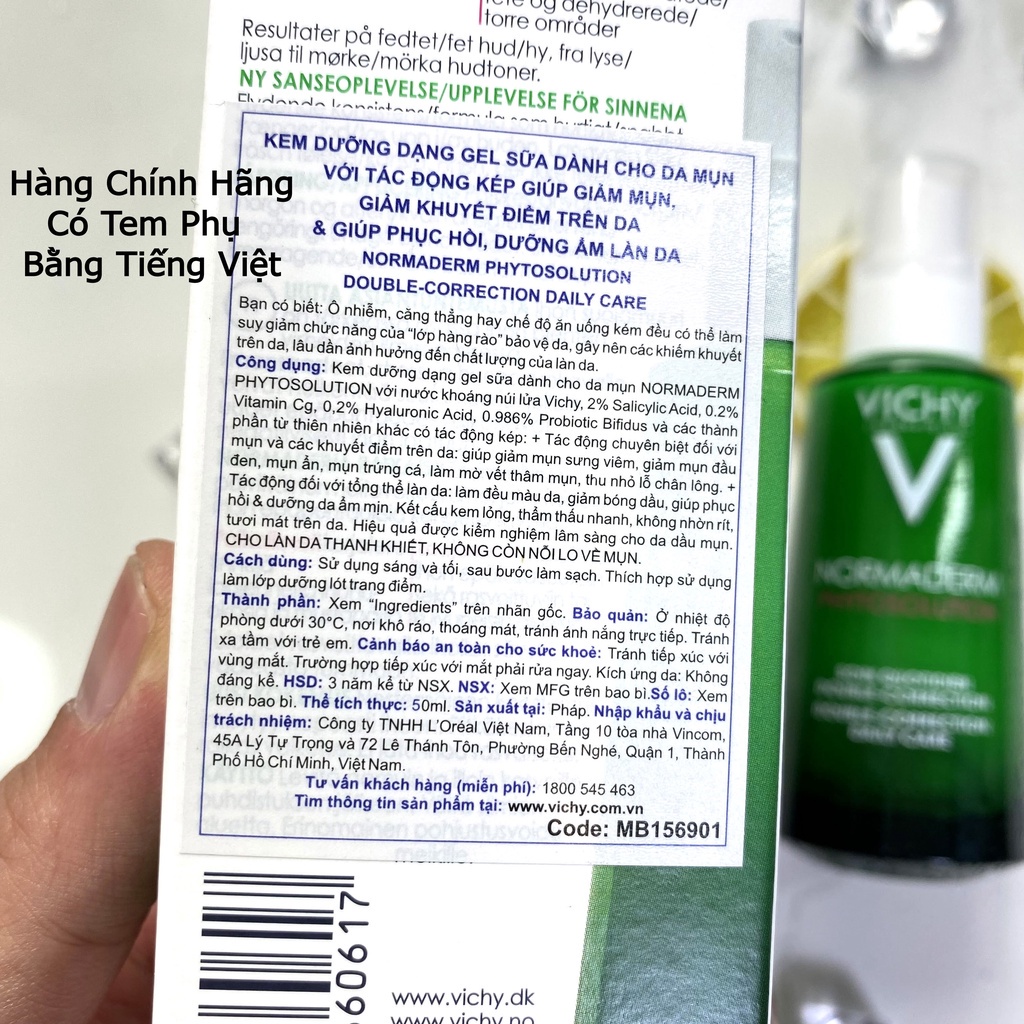 og dehydrerede/
torre områder
Resultater på fedtet/fet hud/hy, fra lyse/
ljusa til mørke/mörka hudtoner.
NY SANSEOPLEVELSE/UPPLEVELSE FÖR SINNENA
Hàng Chính Hãng
Có Tem Phụ
Bằng Tiếng Việt
KEM DƯỠNG DẠNG GEL SỮA DÀNH CHO DA MỤN
VỚI TÁC ĐỘNG KÉP GIÚP GIẢM MỤN,
GIẢM KHUYẾT ĐIỂM TRÊN DA
& GIÚP PHỤC HỒI, DƯỠNG ẨM LÀN DA
NORMADERM PHYTOSOLUTION
DOUBLE-CORRECTION DAILY CARE
Bạn có biết: Ô nhiễm, căng thẳng hay chế độ ăn uống kém đều có thể làm
suy giảm chức năng của "lớp hàng rào" bảo vệ da, gây nên các khiếm khuyết
trên da, lâu dần ảnh hưởng đến chất lượng của làn da.
Công dụng: Kem dưỡng dạng gel sữa dành cho da mụn NORMADERM
PHYTOSOLUTION với nước khoáng núi lửa Vichy, 2% Salicylic Acid, 0.2%
Vitamin Cg, 0,2% Hyaluronic Acid, 0.986% Probiotic Bifidus và các thành
phần từ thiên nhiên khác có tác động kép: + Tác động chuyên biệt đối với
mụn và các khuyết điểm trên da: giúp giảm mụn sưng viêm, giảm mụn đầu
đen, mụn ẩn, mụn trứng cá, làm mờ vết thâm mụn, thu nhỏ lỗ chân lông. +
Tác động đối với tổng thể làn da: làm đều màu da, giảm bóng dầu, giúp phục
hồi & dưỡng da ẩm mịn. Kết cấu kem lỏng, thẩm thấu nhanh, không nhờn rít,
tươi mát trên da. Hiệu quả được kiểm nghiệm lâm sàng cho da dầu mụn.
CHO LÀN DA THANH KHIẾT, KHÔNG CÒN NỖI LO VỀ MỤN.
Cách dùng: Sử dụng sáng và tối, sau bước làm sạch. Thích hợp sử dụng
làm lớp dưỡng lót trang điểm.
Thành phần: Xem "Ingredients" trên nhãn gốc. Bảo quản: Ở nhiệt độ
phòng dưới 30°C, nơi khô ráo, thoáng mát, tránh ánh nắng trực tiếp. Tránh
xa tầm với trẻ em. Cảnh báo an toàn cho sức khoẻ: Tránh tiếp xúc với
vùng mắt. Trường hợp tiếp xúc với mắt phải rửa ngay. Kích ứng da: Không
đáng kể. HSD: 3 năm kể từ NSX. NSX: Xem MFG trên bao bì.Số lô: Xem
trên bao bì. Thể tích thực: 50ml. Sản xuất tại: Pháp. Nhập khẩu và chịu
trách nhiệm: Công ty TNHH L'Oréal Việt Nam, Tầng 10 tòa nhà Vincom,
45A Lý Tự Trọng và 72 Lê Thánh Tôn, Phường Bến Nghé, Quận 1, Thành
Phố Hồ Chí Minh, Việt Nam.
Tư vấn khách hàng (miễn phí): 1800 545 463
Tìm thông tin sản phẩm tại: www.vichy.com.vn
Code: MB156901
60617
www.vichy.dk
www.vichy.no
VICHY
V
NORMADERM
PHYTOSOLUTION
DAILY CARE